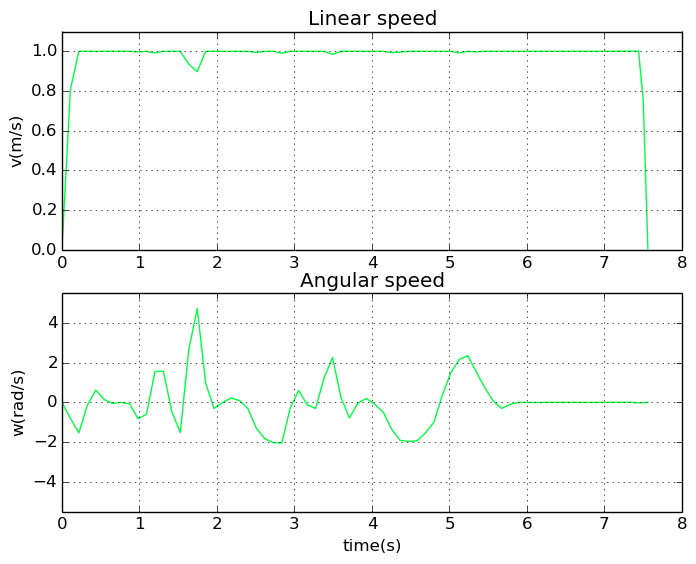 Linear speed
1.0
0.8
0.6
0.4
0.2
0.0
v(m/s)
0 1 2 3 4 5 6 7 8
Angular speed
4
2
0
−2
−4
w(rad/s)
0 1 2 3 4 5 6 7 8
time(s)